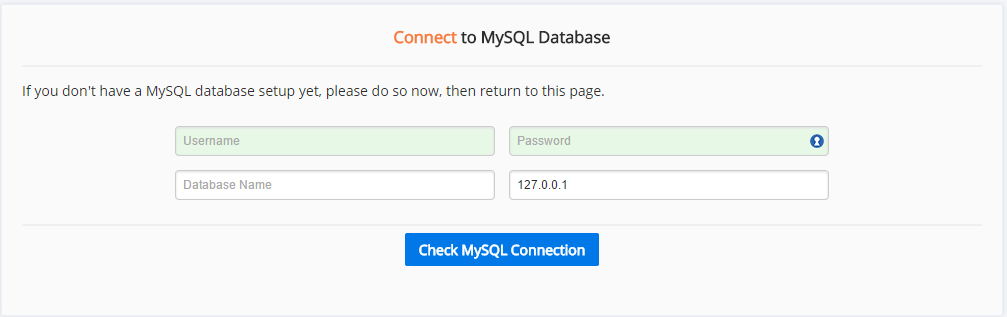 Connect to MySQL Database
If you don't have a MySQL database setup yet, please do so now, then return to this page.
Username Password
Database Name 127.0.0.1
Check MySQL Connection